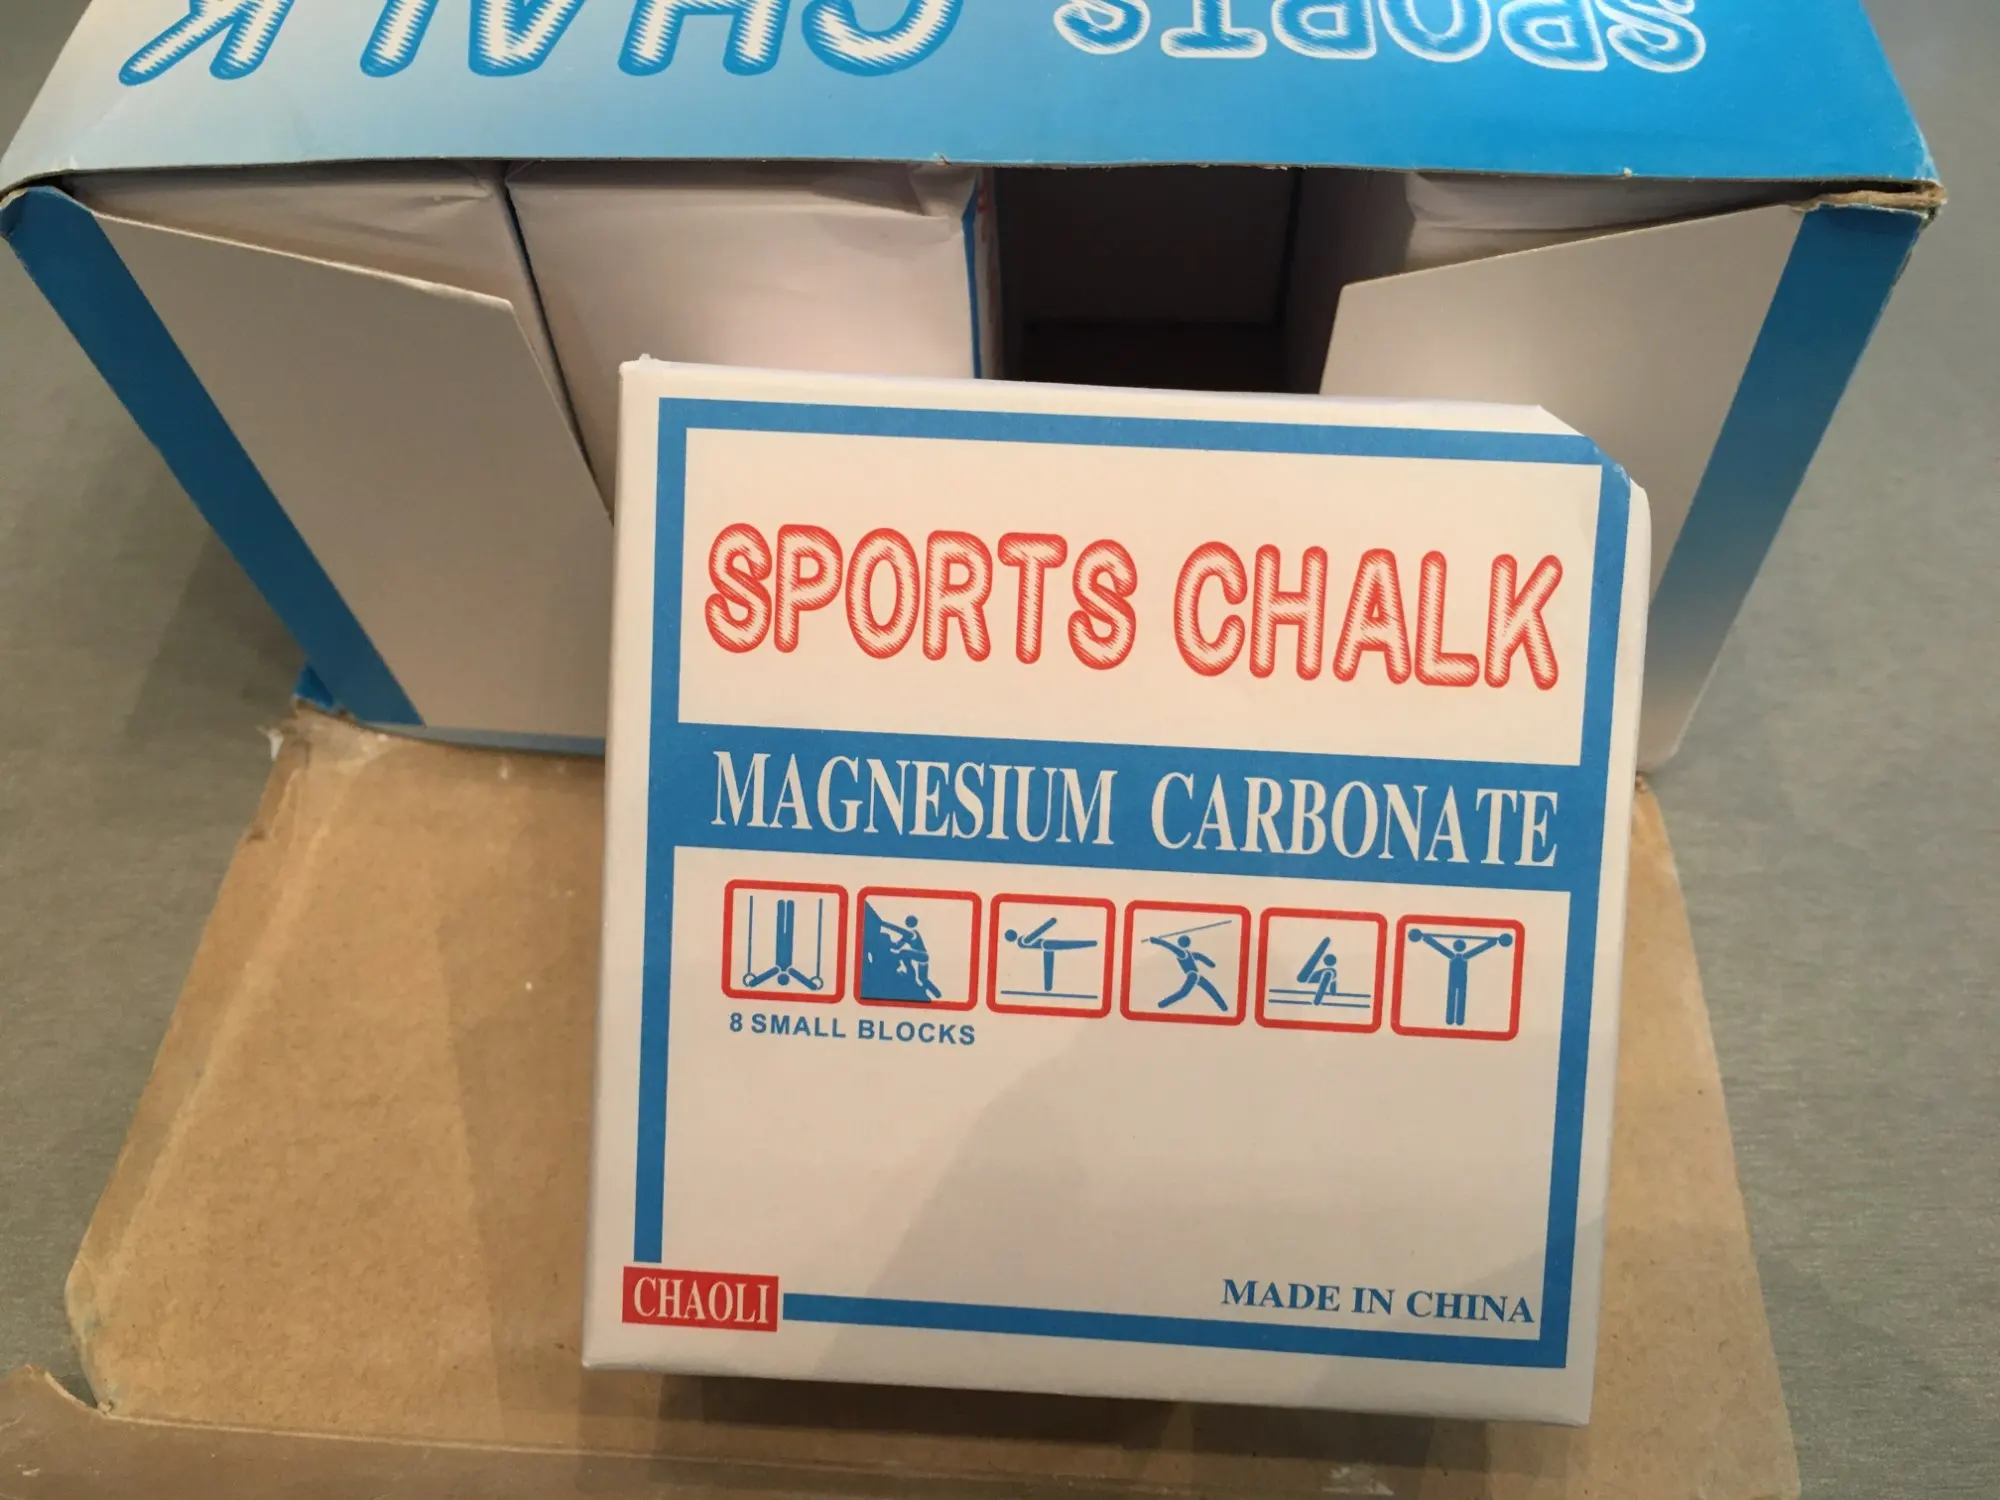 SPORTS CHALK
SPORTS CHALK
MAGNESIUM CARBONATE
8 SMALL BLOCKS
CHAOLI
MADE IN CHINA